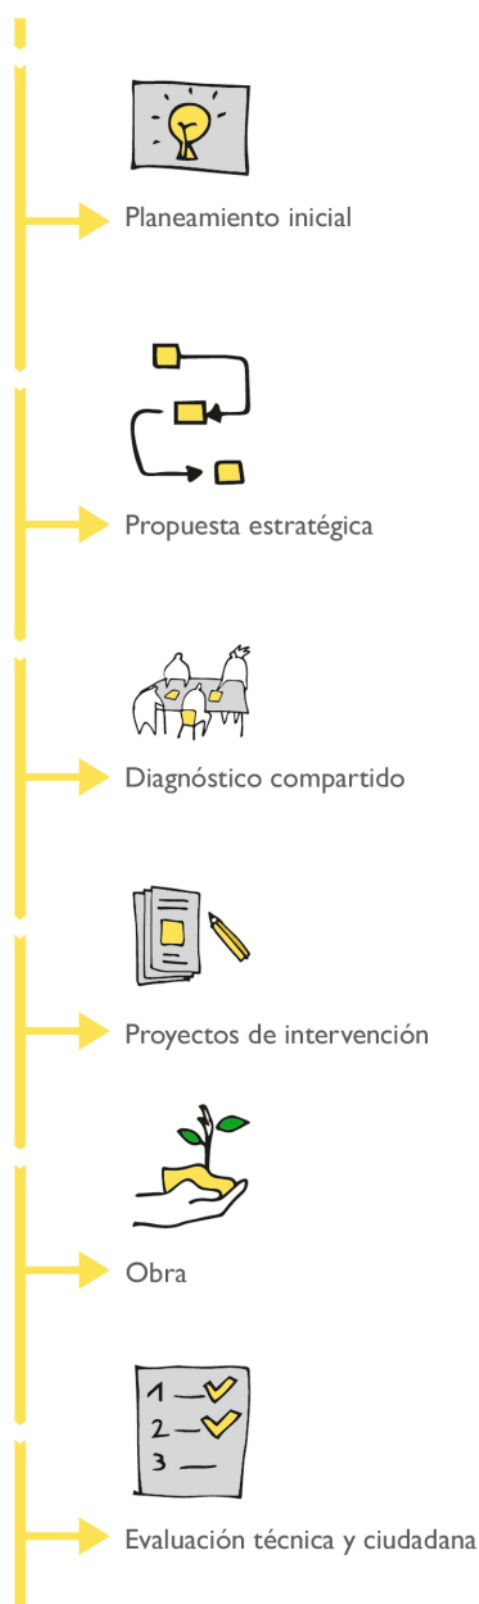 Planeamiento inicial
Propuesta estratégica
Diagnóstico compartido
Proyectos de intervención
Obra
1
2
3
Evaluación técnica y ciudadana